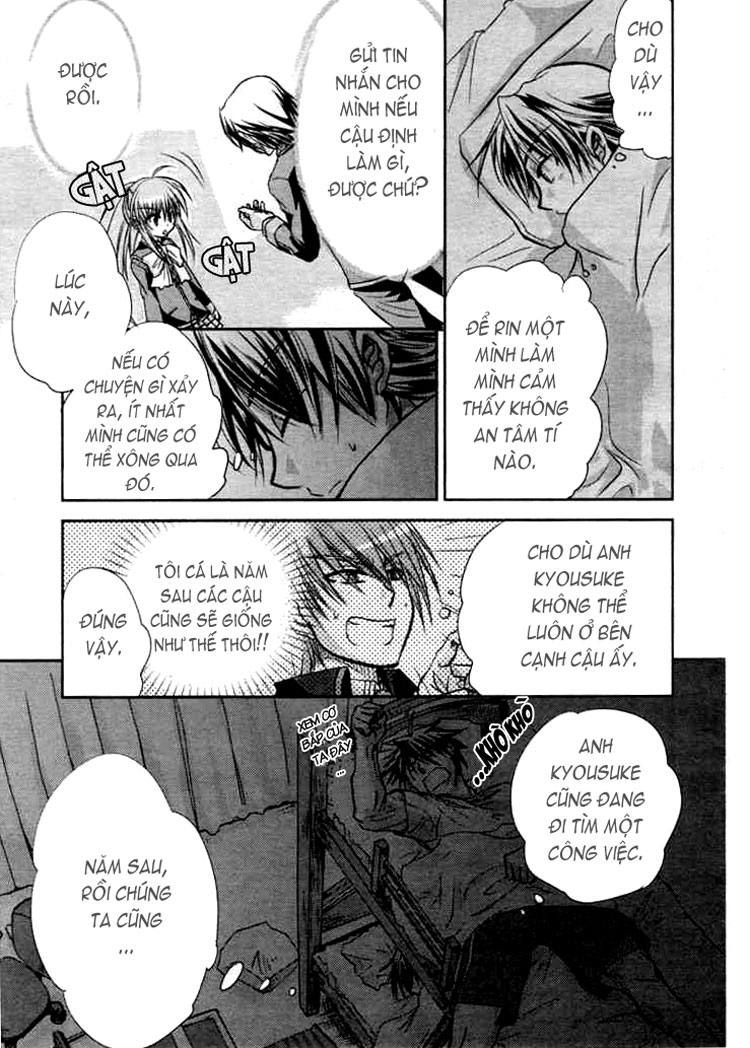 CHO
DÙ
VẬY
...
ĐỂ RIN MỘT
MÌNH LÀM
MÌNH CẢM
THẤY KHÔNG
AN TÂM TÍ
NÀO.
GỬI TIN
NHẮN CHO
MÌNH NẾU
CẬU ĐỊNH
LÀM GÌ,
ĐƯỢC CHỨ?
ĐƯỢC
RỒI.
GẬT
GẬT
LÚC
NÀY,
NẾU CÓ
CHUYỆN GÌ XẢY
RA, ÍT NHẤT
MÌNH CŨNG CÓ
THỂ XÔNG QUA
ĐÓ.
CHO DÙ ANH
KYOUSUKE
KHÔNG THỂ
LUÔN Ở BÊN
CẠNH CẬU ẤY.
TÔI CÁ LÀ NĂM
SAU CÁC CẬU
CŨNG SẼ GIỐNG
NHƯ THẾ THÔI!!
ĐÚNG
VẬY.
ANH
KYOUSUKE
CŨNG ĐANG
ĐI TÌM MỘT
CÔNG VIỆC.
...KHÒ KHÒ
XEM CƠ
BẮP CỦA
TA ĐÂY
...
NĂM SAU,
RỒI CHÚNG
TA CŨNG
...